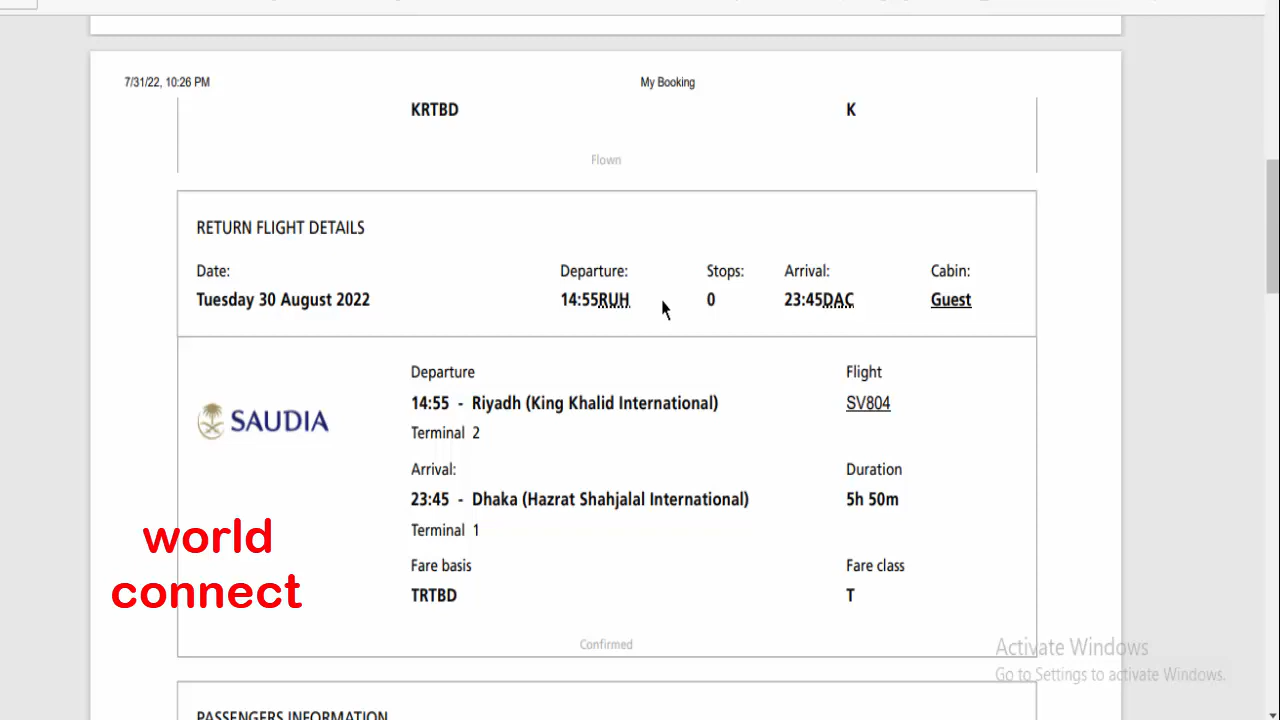 7/31/22, 10:26 PM My Booking
KRTBD K
Flown
RETURN FLIGHT DETAILS
Date: Departure: Stops: Arrival: Cabin:
Tuesday 30 August 2022 14:55RUH 0 23:45DAC Guest
Departure Flight
SAUDIA 14:55 - Riyadh (King Khalid International) SV804
Terminal 2
Arrival: Duration
23:45 - Dhaka (Hazrat Shahjalal International) 5h 50m
Terminal 1
world
connect
Fare basis Fare class
TRTBD T
Confirmed
Activate Windows
Go to Settings to activate Windows.
PASSENGERS INFORMATION